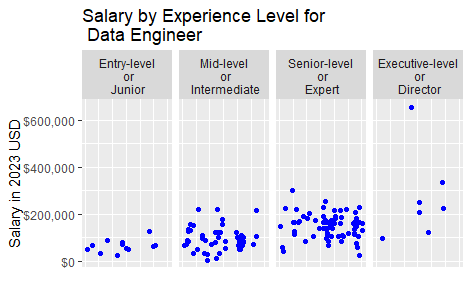 Salary by Experience Level for
Data Engineer
Entry-level
or
Junior
Mid-level
or
Intermediate
Senior-level
or
Expert
Executive-level
or
Director
Salary in 2023 USD
$600,000
$400,000
$200,000
$0